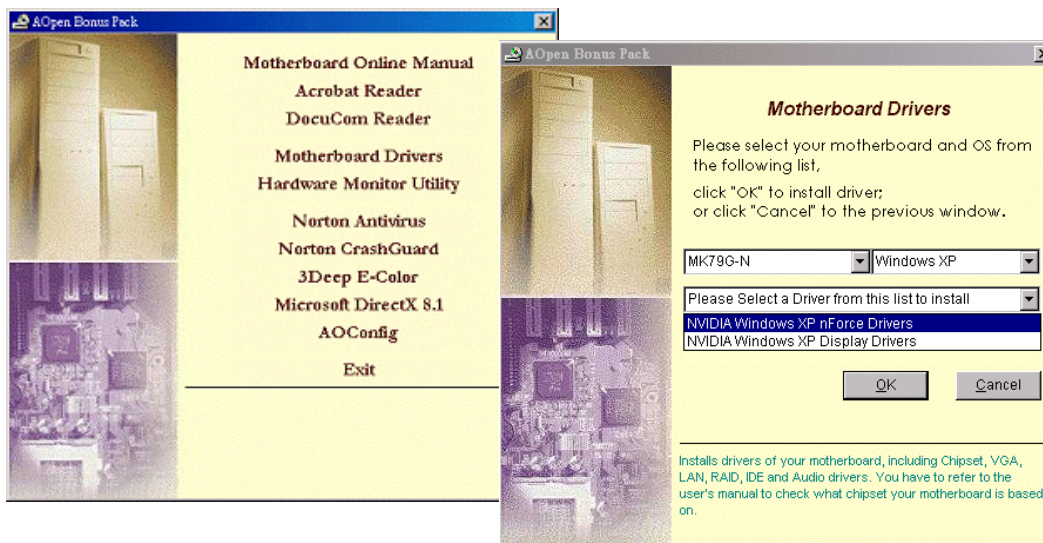 AOpen Bonus Pack
Motherboard Online Manual
Acrobat Reader
DocuCom Reader
Motherboard Drivers
Hardware Monitor Utility
Norton Antivirus
Norton CrashGuard
3Deep E-Color
Microsoft DirectX 8.1
AOConfig
Exit
AOpen Bonus Pack
Motherboard Drivers
Please select your motherboard and OS from
the following list,
click "OK" to install driver;
or click "Cancel" to the previous window.
MK79G-N Windows XP
Please Select a Driver from this list to install
NVIDIA Windows XP nForce Drivers
NVIDIA Windows XP Display Drivers
OK Cancel
Installs drivers of your motherboard, including Chipset, VGA,
LAN, RAID, IDE and Audio drivers. You have to refer to the
user's manual to check what chipset your motherboard is based
on.